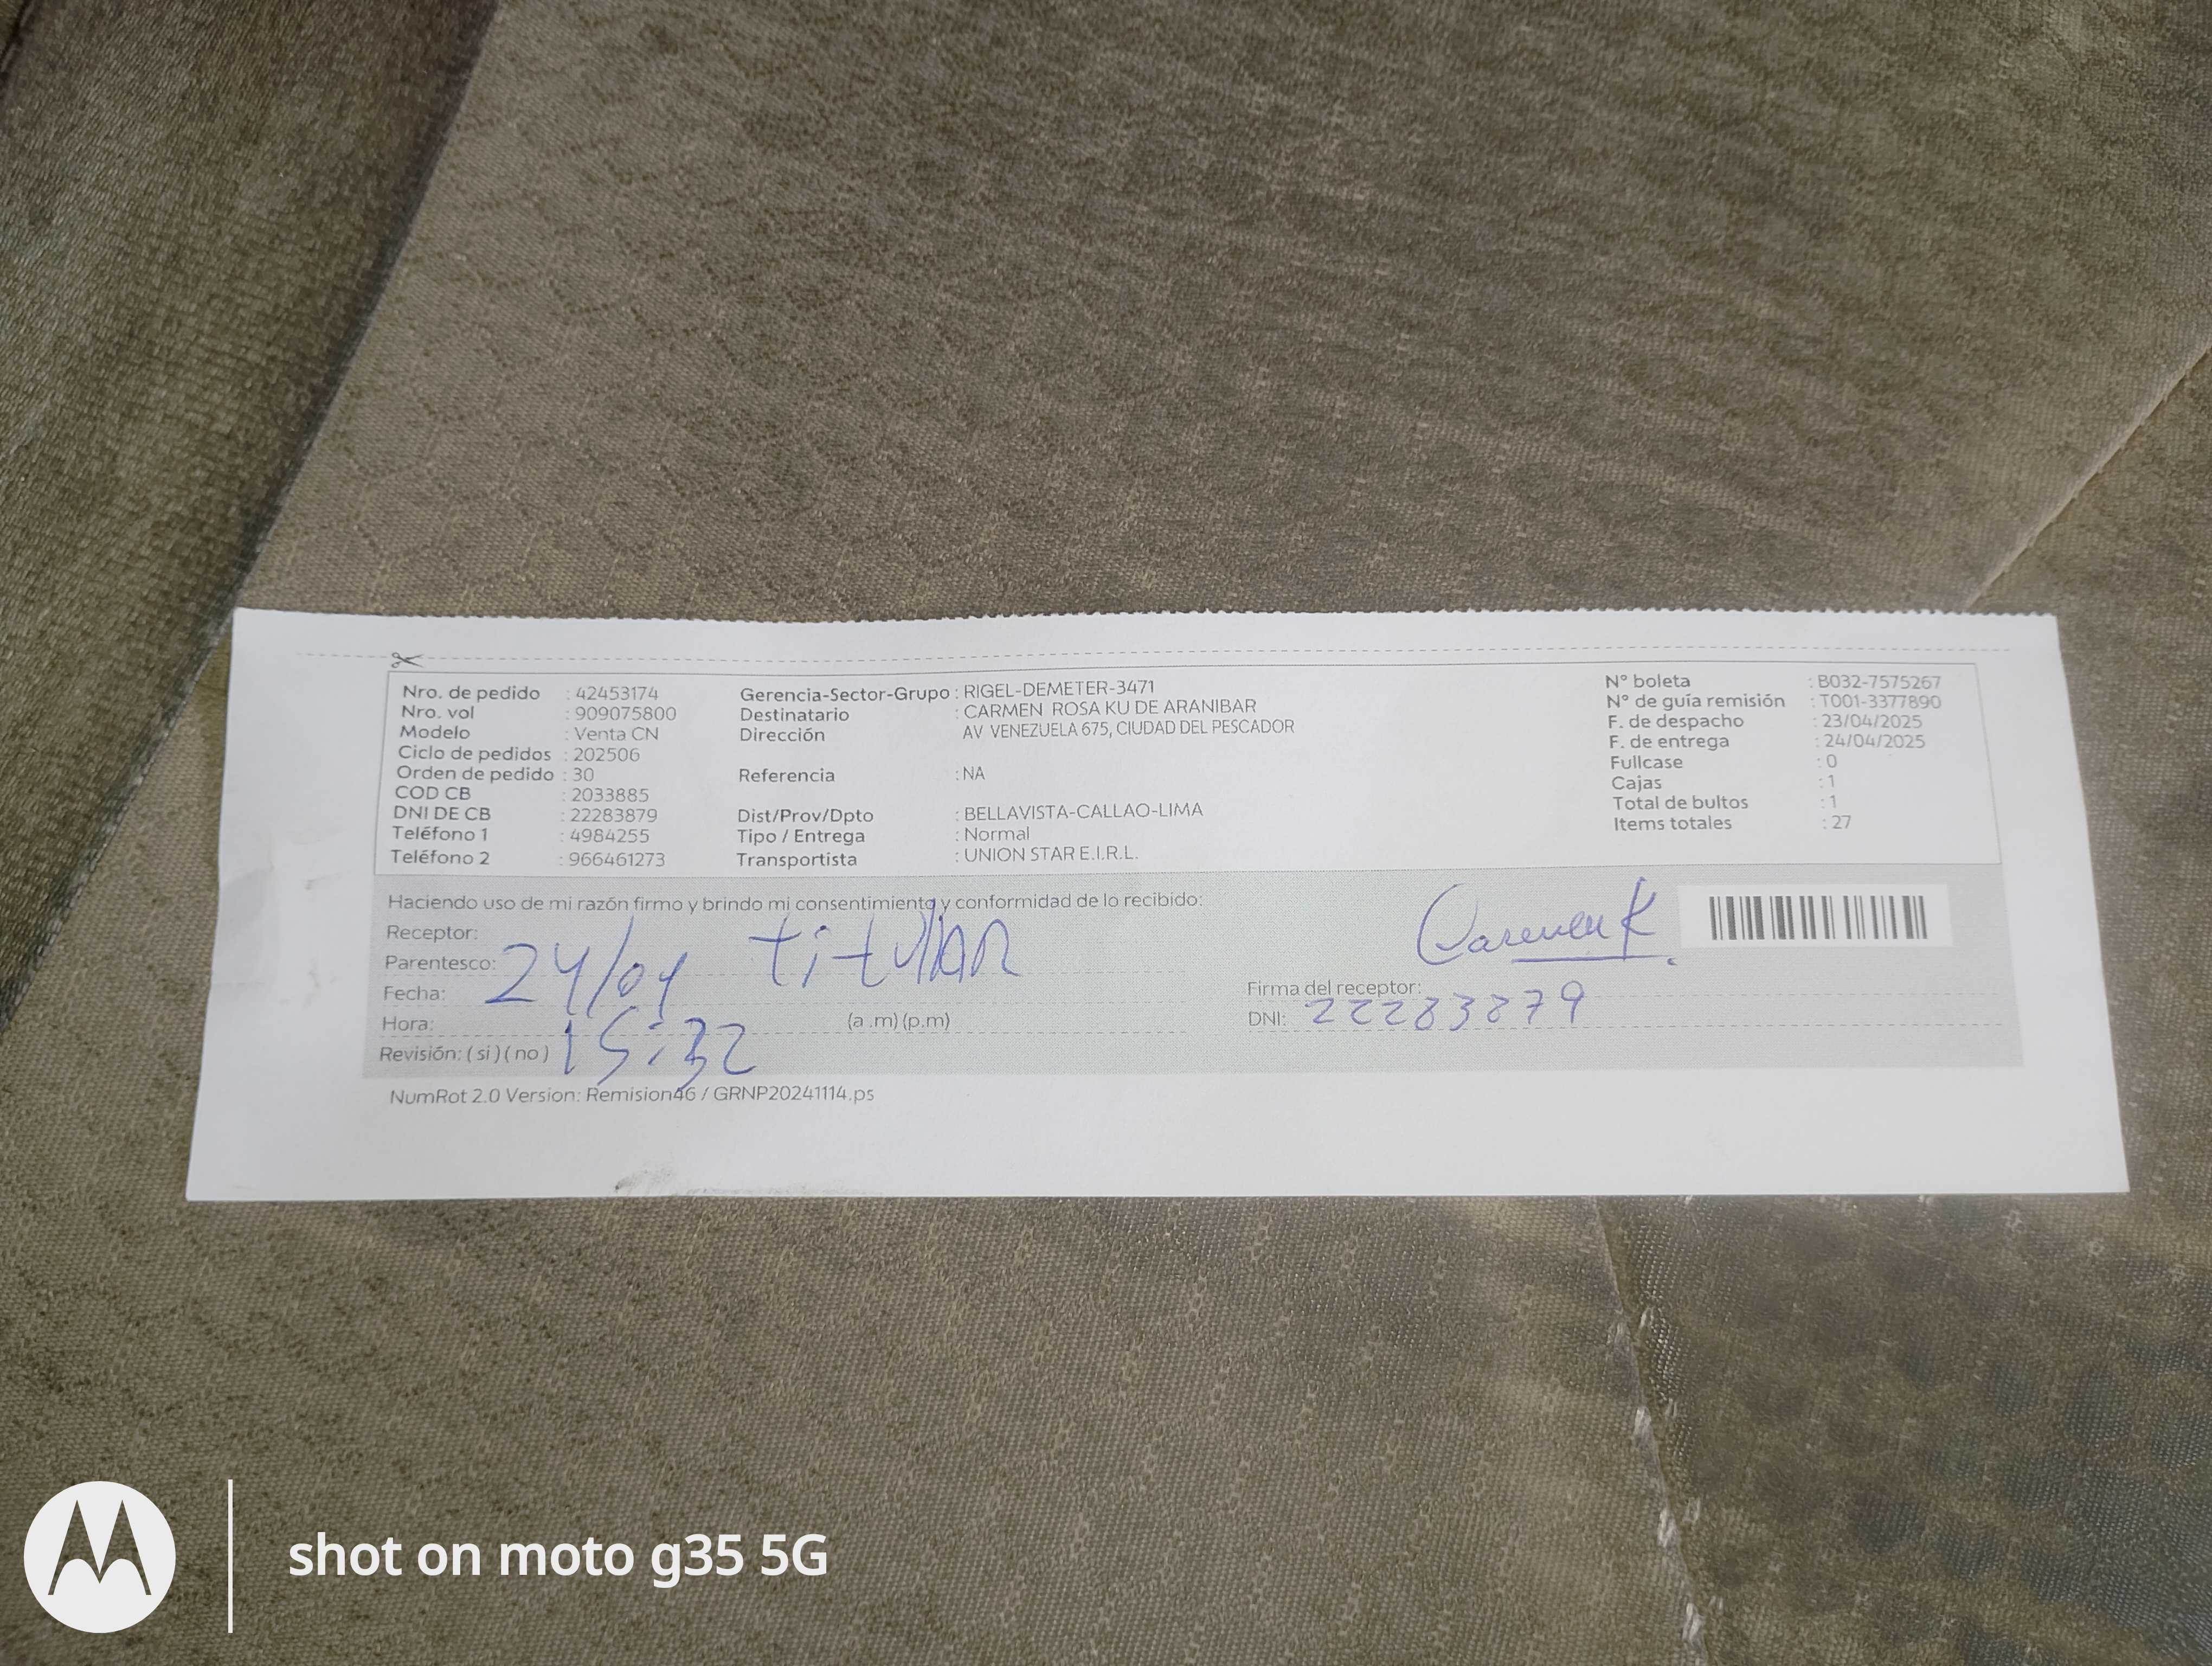 Nro. de pedido : 42453174 Gerencia-Sector-Grupo : RIGEL-DEMETER-3471 N° boleta : B032-7575267
Nro. vol : 909075800 Destinatario : CARMEN ROSA KU DE ARANIBAR N° de guía remisión : T001-3377890
Modelo : Venta CN Dirección AV VENEZUELA 675, CIUDAD DEL PESCADOR F. de despacho : 23/04/2025
Ciclo de pedidos : 202506 F. de entrega : 24/04/2025
Orden de pedido : 30 Referencia : NA Fullcase : 0
COD CB : 2033885 Cajas : 1
DNI DE CB : 22283879 Dist/Prov/Dpto : BELLAVISTA-CALLAO-LIMA Total de bultos : 1
Teléfono 1 : 4984255 Tipo / Entrega : Normal Items totales : 27
Teléfono 2 : 966461273 Transportista : UNION STAR E.I.R.L.
Haciendo uso de mi razón firmo y brindo mi consentimiento y conformidad de lo recibido:
Receptor: titular Carmen K.
Parentesco:
Fecha: 24/04 Firma del receptor:
Hora: 15:32 (a .m) (p.m) DNI: 22283879
Revisión: ( si ) ( no )
NumRot 2.0 Version: Remision46 / GRNP20241114.ps
shot on moto g35 5G